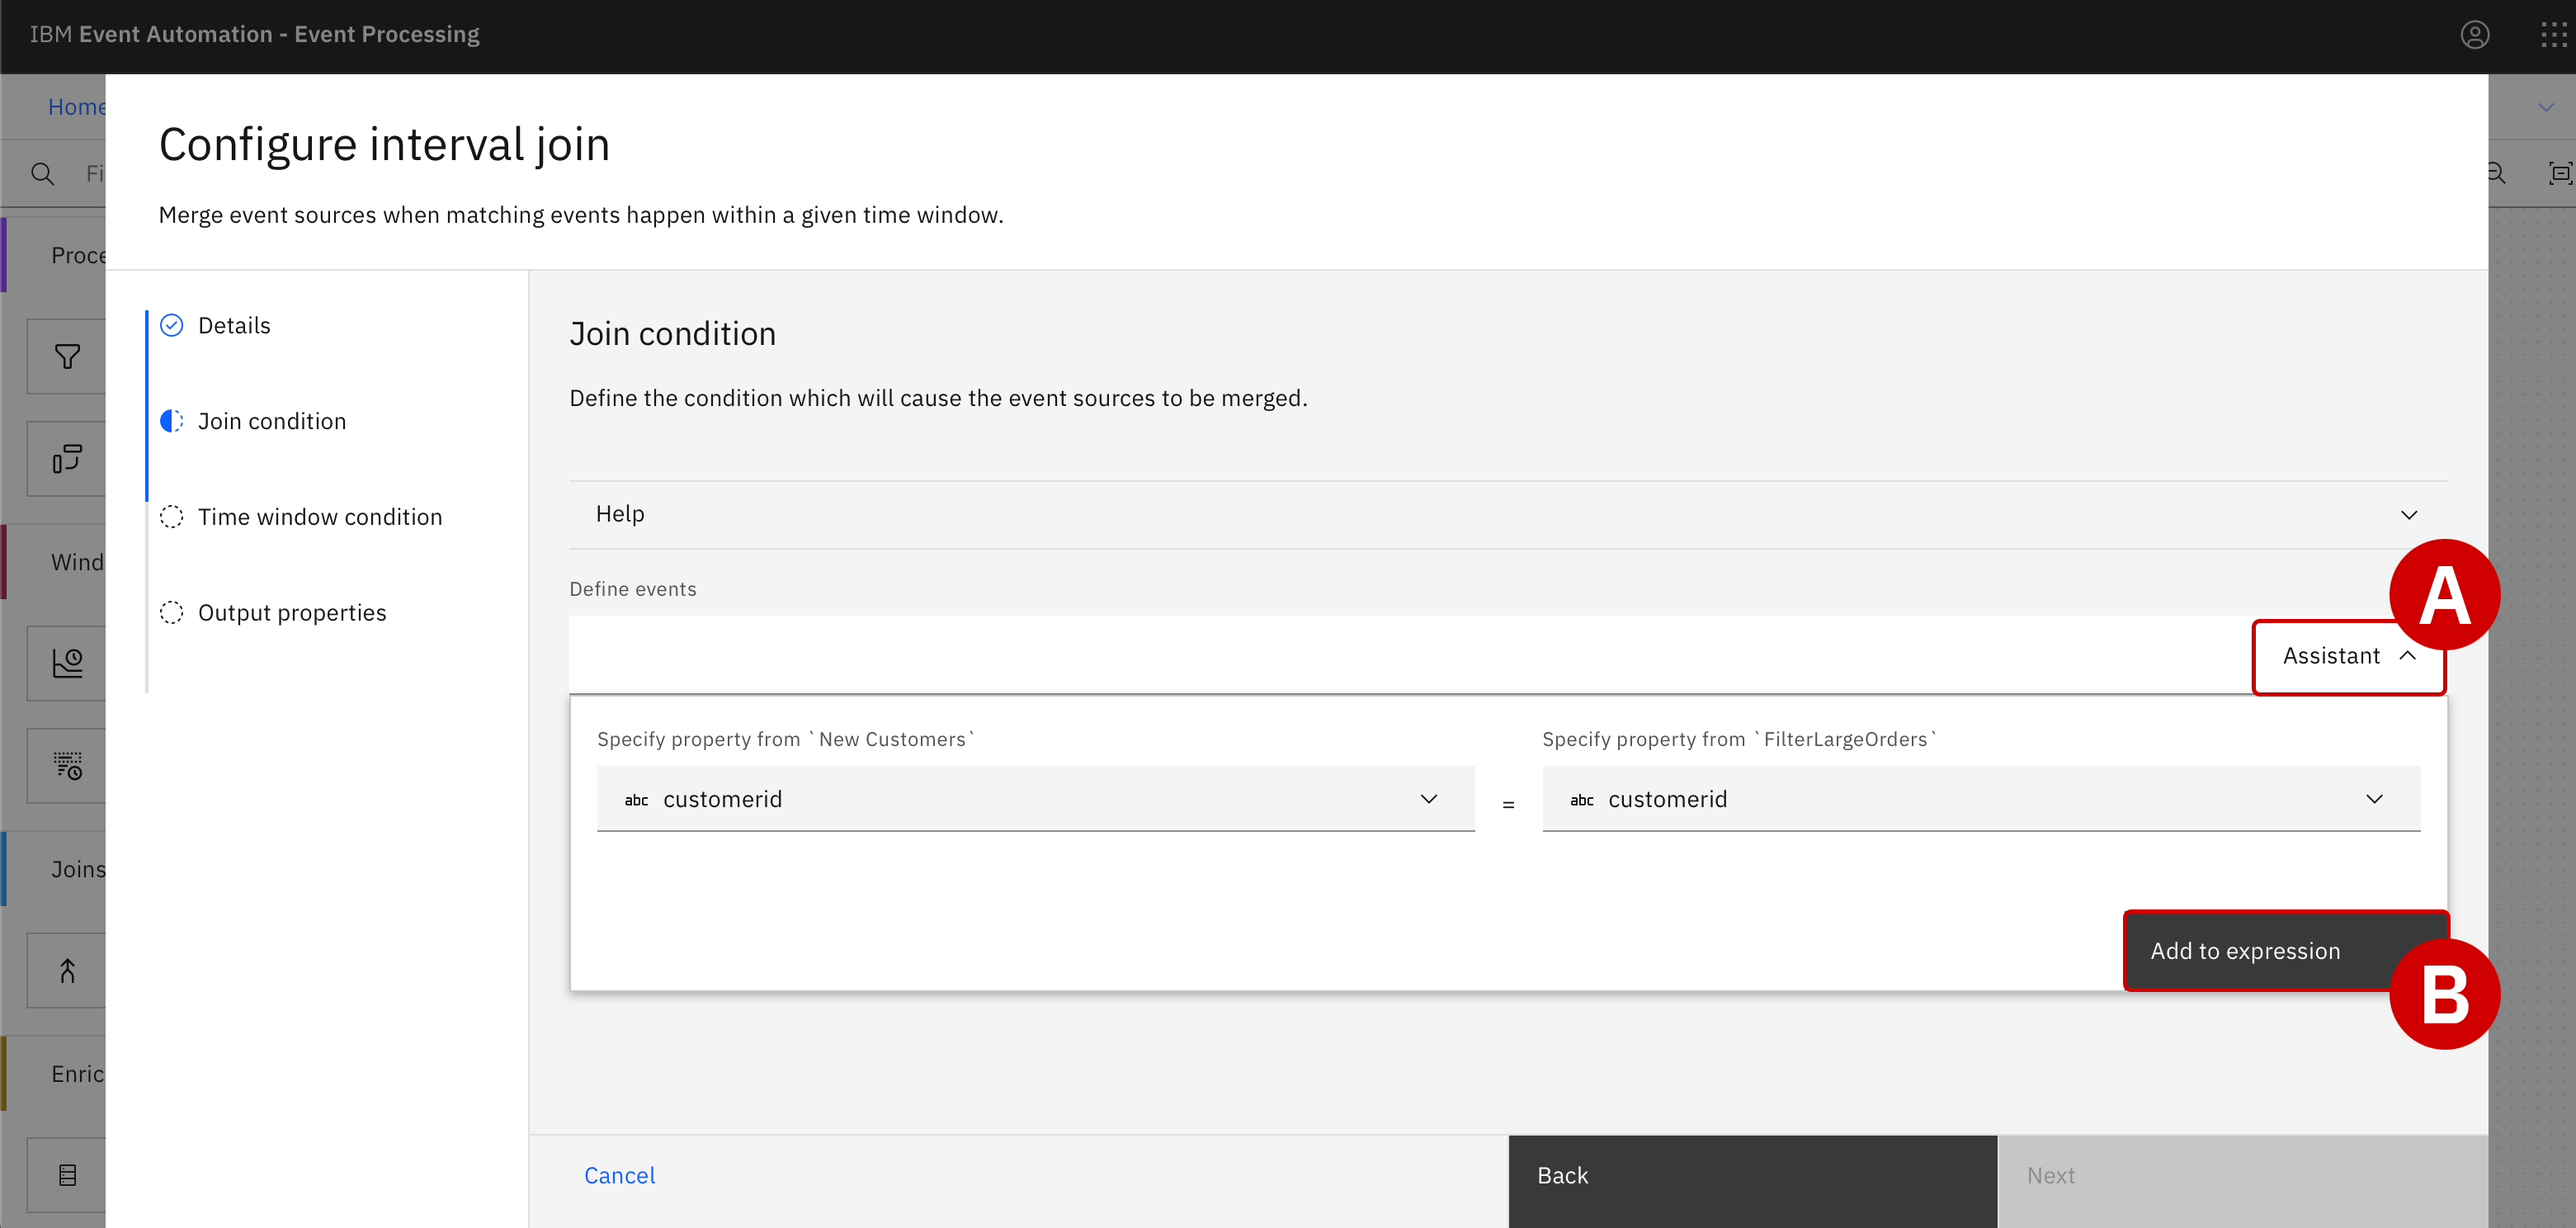 IBM Event Automation - Event Processing
Home
Configure interval join
Fi
Merge event sources when matching events happen within a given time window.
Proce
Details
Join condition
Join condition
Define the condition which will cause the event sources to be merged.
Time window condition
Help
Wind
Define events
Output properties
A
Assistant
Specify property from `New Customers`
Specify property from `FilterLargeOrders`
abc customerid
=
abc customerid
Joins
Add to expression
B
Enric
Cancel
Back
Next